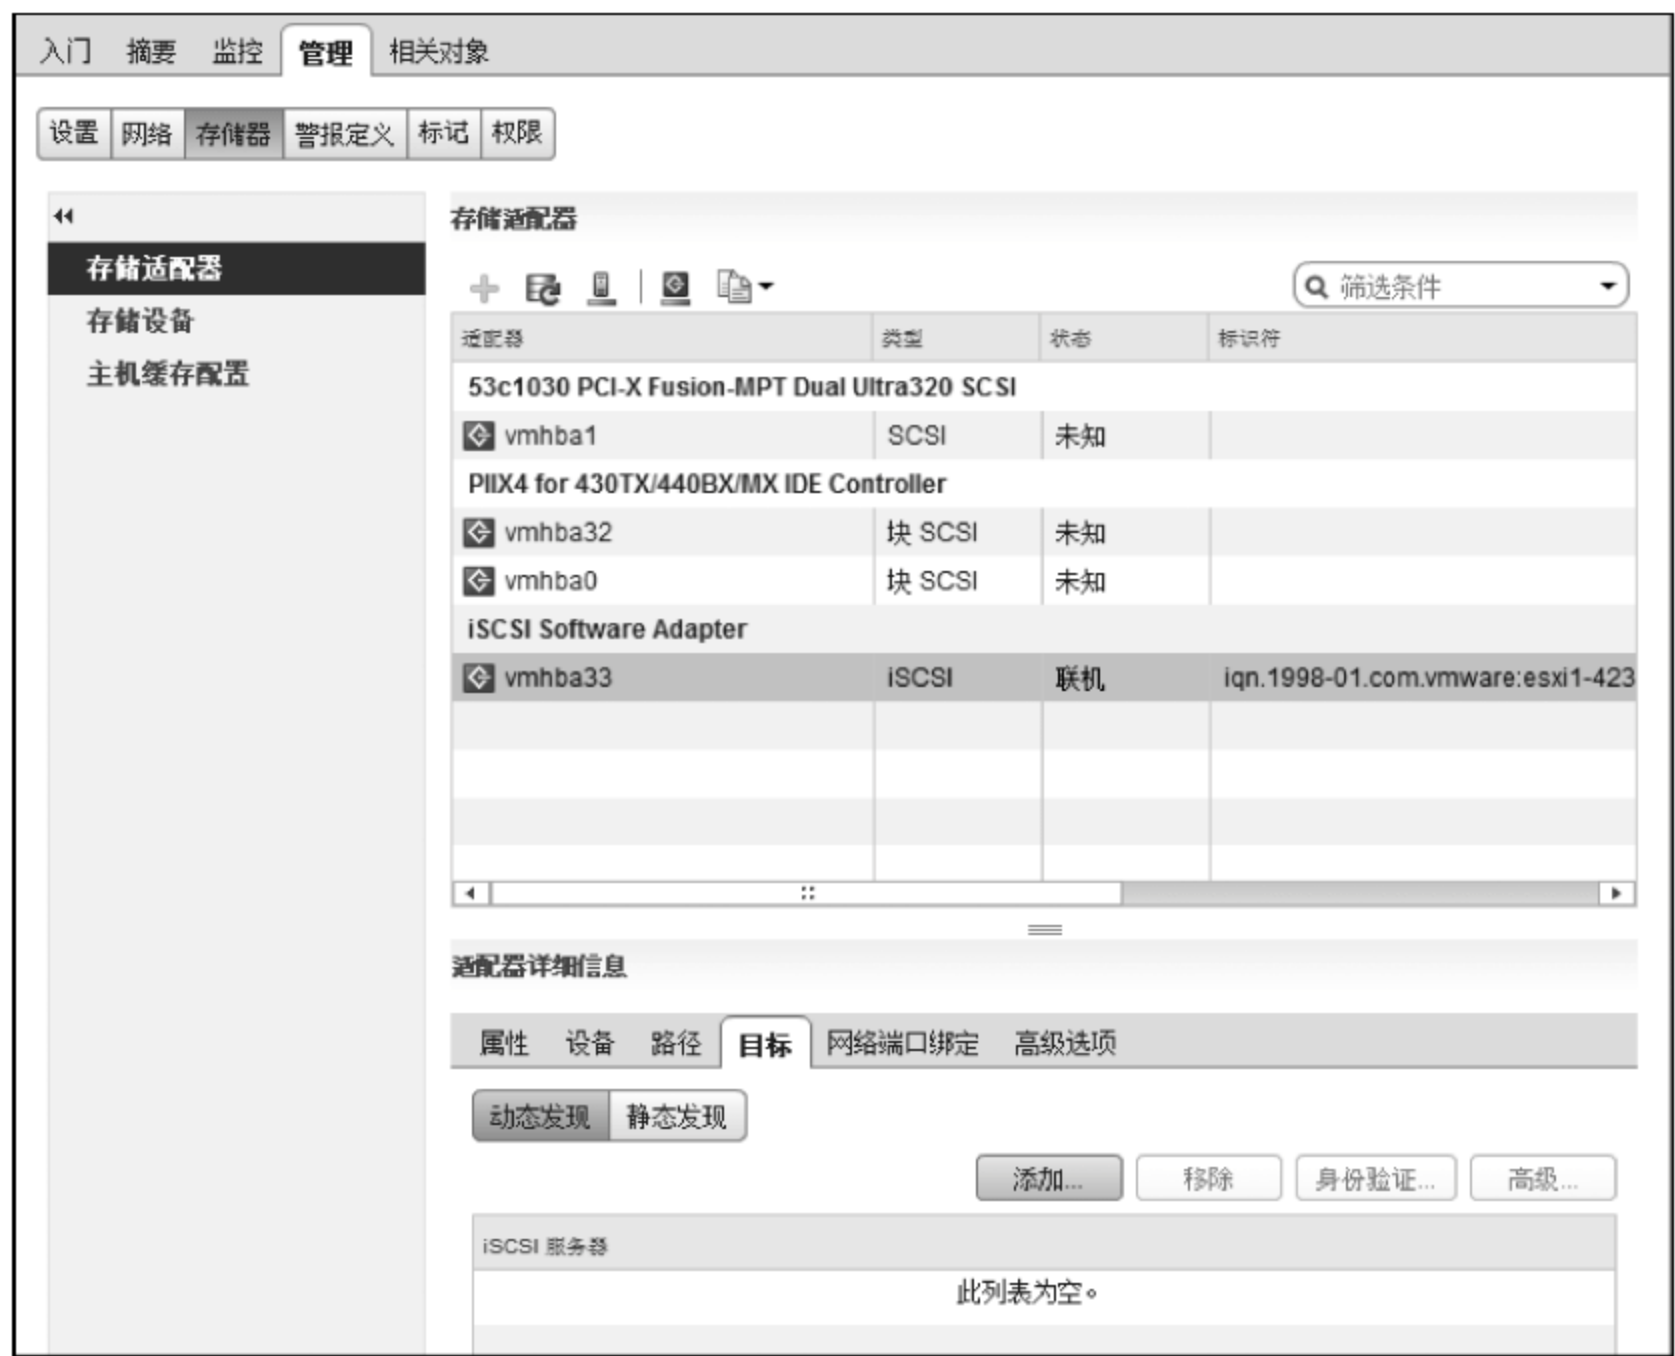 入门 摘要 监控 管理 相关对象
设置 网络 存储器 警报定义 标记 权限
存储适配器
存储设备
主机缓存配置
存储适配器
筛选条件
适配器 类型 状态 标识符
53c1030 PCI-X Fusion-MPT Dual Ultra320 SCSI
vmhba1 SCSI 未知
PIIX4 for 430TX/440BX/MX IDE Controller
vmhba32 块 SCSI 未知
vmhba0 块 SCSI 未知
iSCSI Software Adapter
vmhba33 iSCSI 联机 iqn.1998-01.com.vmware:esxi1-423
适配器详细信息
属性 设备 路径 目标 网络端口绑定 高级选项
动态发现 静态发现
添加... 移除 身份验证... 高级...
iSCSI 服务器
此列表为空。